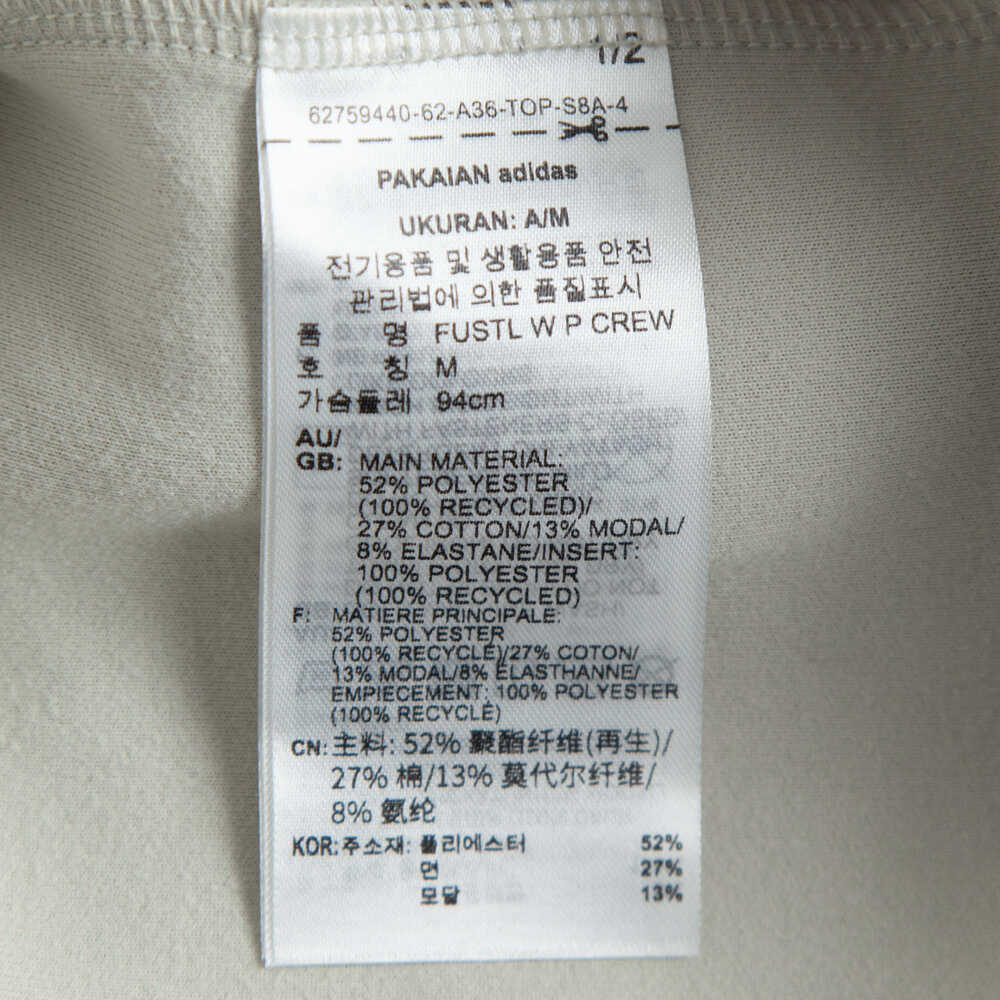 1/2
62759440-62-A36-TOP-S8A-4
PAKAIAN adidas
UKURAN: A/M
전기용품 및 생활용품 안전
관리법에 의한 품질표시
품 명 FUSTL W P CREW
호 칭 M
가슴둘레 94cm
AU/
GB: MAIN MATERIAL:
52% POLYESTER
(100% RECYCLED)/
27% COTTON/13% MODAL/
8% ELASTANE/INSERT:
100% POLYESTER
(100% RECYCLED)
F: MATIERE PRINCIPALE:
52% POLYESTER
(100% RECYCLÉ)/27% COTON/
13% MODAL/8% ÉLASTHANNE/
EMPIECEMENT: 100% POLYESTER
(100% RECYCLÉ)
CN: 主料: 52% 聚酯纤维(再生)/
27% 棉/13% 莫代尔纤维/
8% 氨纶
KOR: 주소재: 폴리에스터 52%
면 27%
모달 13%